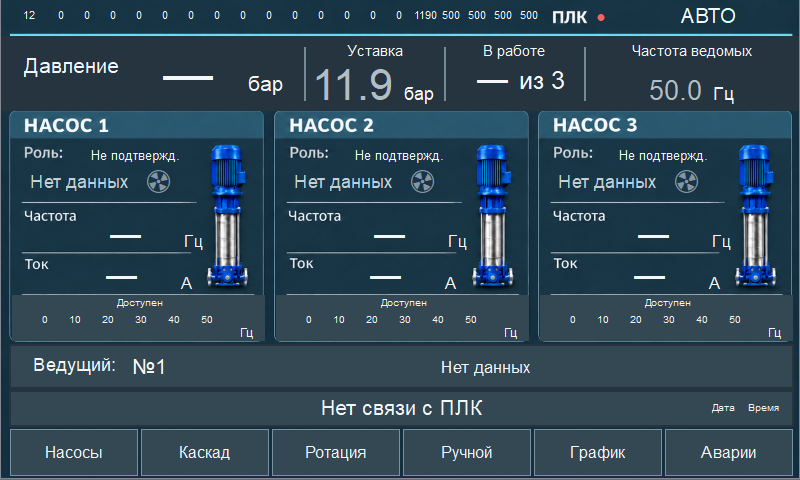 12 0 0 0 0 0 0 0 0 0 0 0 0 0 0 0 1190 500 500 500 500 ПЛК АВТО
Давление — бар
Уставка
11.9 бар
В работе
— из 3
Частота ведомых
50.0 Гц
НАСОС 1
Роль: Не подтвержд.
Нет данных
Частота
— Гц
Ток
— А
Доступен
0 10 20 30 40 50
Гц
НАСОС 2
Роль: Не подтвержд.
Нет данных
Частота
— Гц
Ток
— А
Доступен
0 10 20 30 40 50
Гц
НАСОС 3
Роль: Не подтвержд.
Нет данных
Частота
— Гц
Ток
— А
Доступен
0 10 20 30 40 50
Гц
Ведущий: №1 Нет данных
Нет связи с ПЛК Дата Время
Насосы Каскад Ротация Ручной График Аварии